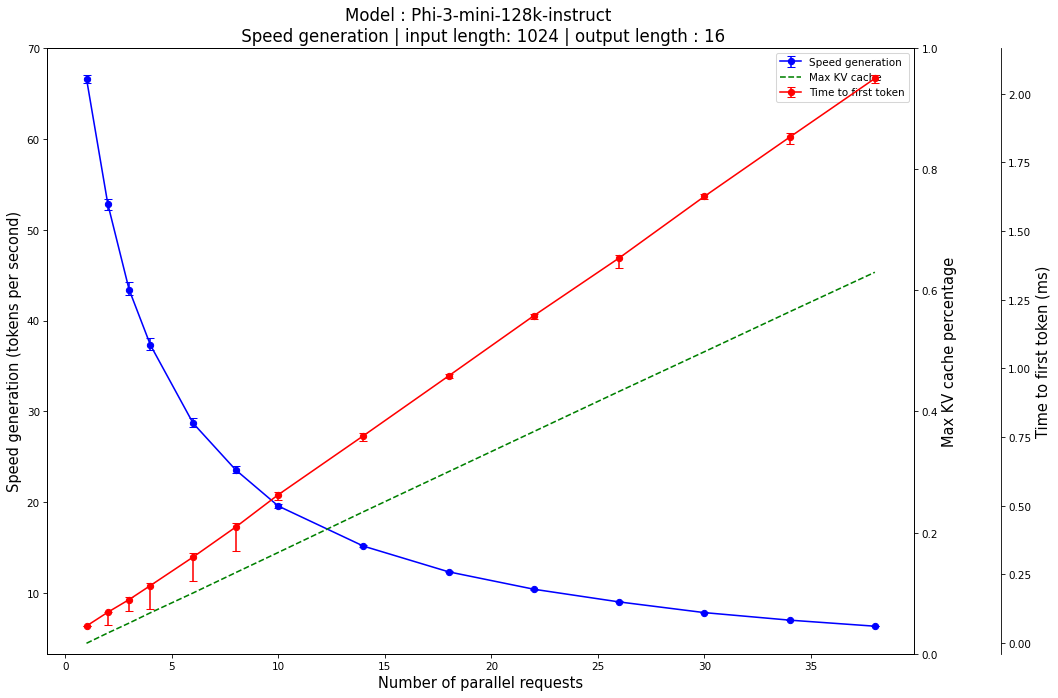 Model : Phi-3-mini-128k-instruct
Speed generation | input length: 1024 | output length : 16
Speed generation (tokens per second)
70
60
50
40
30
20
10
Speed generation
Max KV cache
Time to first token
1.0
0.8
0.6
0.4
0.2
0.0
Max KV cache percentage
2.00
1.75
1.50
1.25
1.00
0.75
0.50
0.25
0.00
Time to first token (ms)
0 5 10 15 20 25 30 35
Number of parallel requests